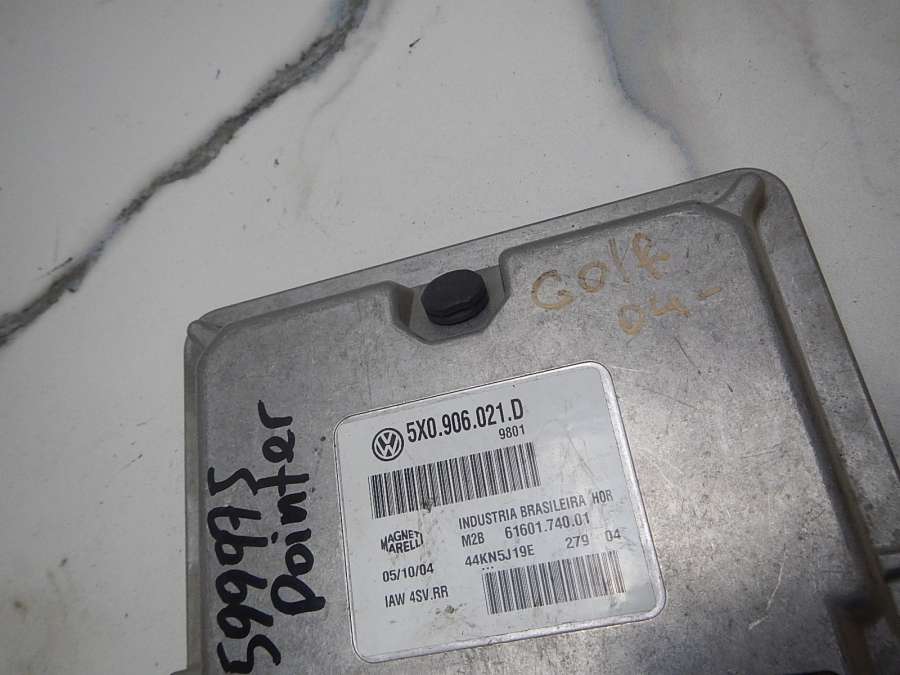 Golf
04-
599975
Pointer
5X0.906.021.D
9801
INDUSTRIA BRASILEIRA HOR
MAGNETI
MARELLI
M2B 61601.740.01
05/10/04 44KN5J19E 279 04
IAW 4SV.RR